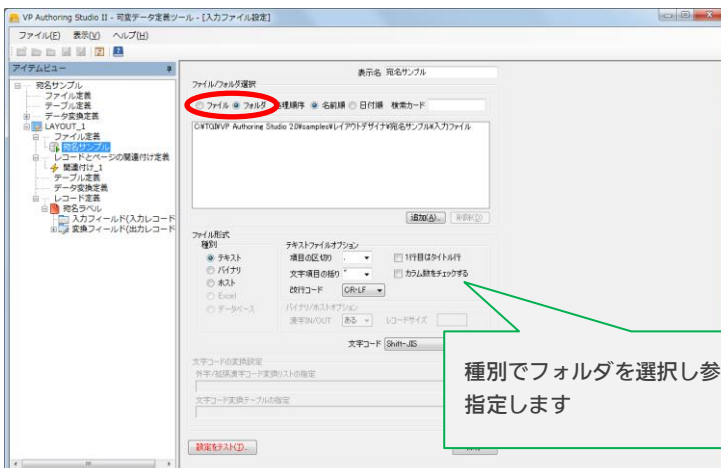 VP Authoring Studio II - 可変データ定義ツール - [入力ファイル設定]
ファイル(F) 表示(V) ヘルプ(H)
アイテムビュー
宛名サンプル
ファイル定義
テーブル定義
データ変換定義
LAYOUT_1
ファイル定義
宛名サンプル
レコードとページの関連付け定義
関連付け_1
テーブル定義
データ変換定義
レコード定義
宛名ラベル
入力フィールド(入力レコード
変換フィールド(出力レコード
表示名 宛名サンプル
ファイル/フォルダ選択
ファイル フォルダ 処理順序 名前順 日付順 検索カード
C:¥TGI¥VP Authoring Studio 2.0¥samples¥レイアウトデザイナ¥宛名サンプル¥入力ファイル
追加(A)... 削除(D)
ファイル形式
種別 テキストファイルオプション
テキスト 項目の区切り , 1行目はタイトル行
バイナリ 文字項目の括り " カラム数をチェックする
ホスト 改行コード CR-LF
Excel バイナリ/ホストオプション
データベース 漢字IN/OUT ある レコードサイズ
文字コード Shift-JIS
文字コードの変換設定
外字/拡張漢字コード変換リストの指定
文字コード変換テーブルの指定
設定をテスト(T)...
種別でフォルダを選択し参
指定します